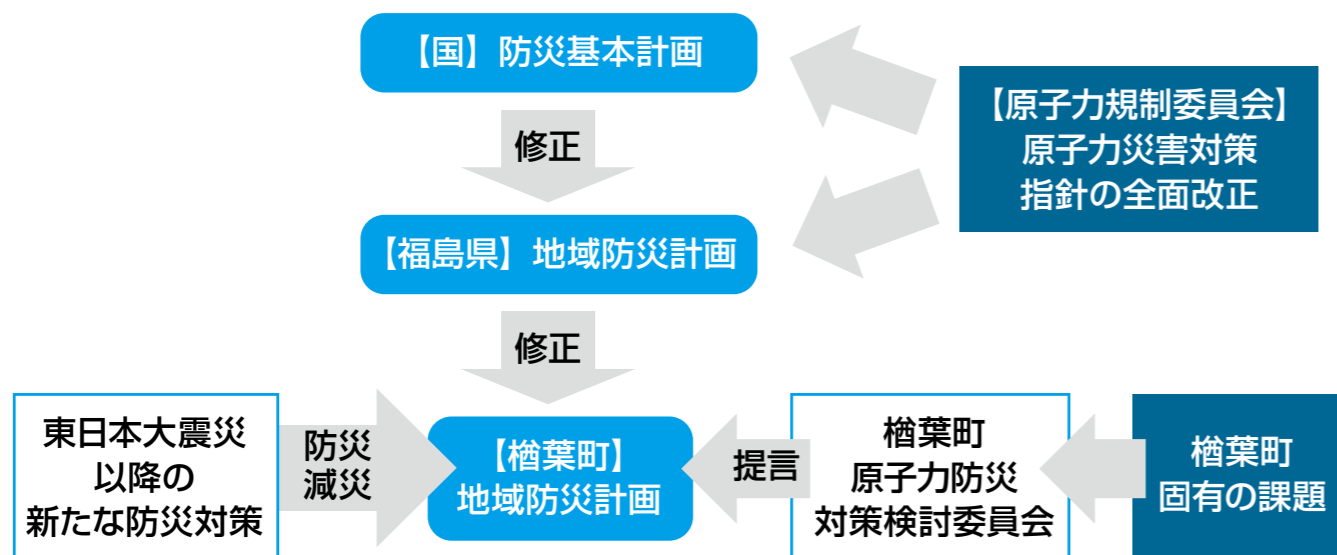 【国】防災基本計画
【原子力規制委員会】
原子力災害対策
指針の全面改正
修正
【福島県】地域防災計画
修正
東日本大震災
以降の
新たな防災対策
防災
減災
【楢葉町】
地域防災計画
提言
楢葉町
原子力防災
対策検討委員会
楢葉町
固有の課題